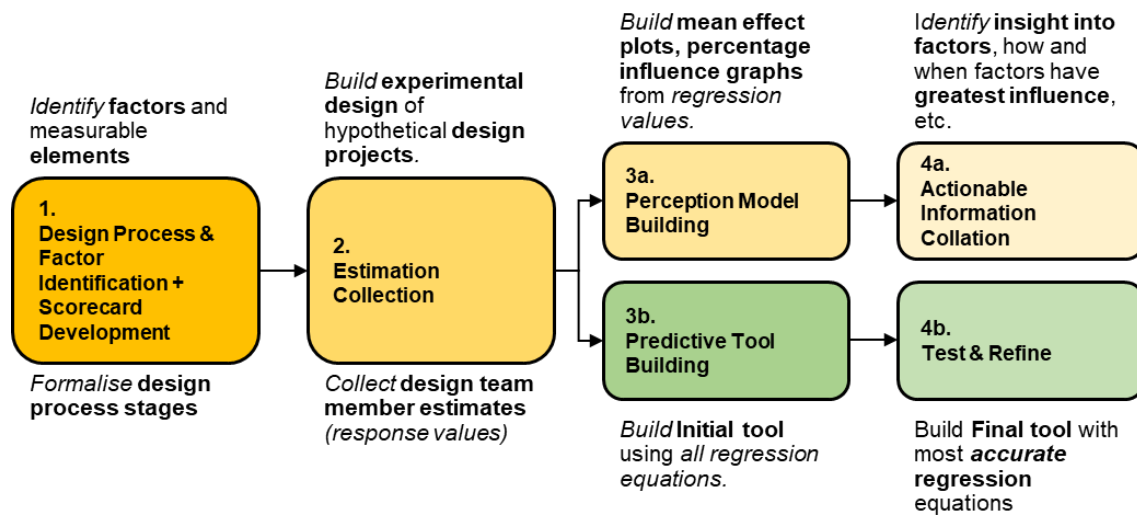 Identify factors and
measurable
elements
1.
Design Process &
Factor
Identification +
Scorecard
Development
Formalise design
process stages
Build experimental
design of
hypothetical design
projects.
2.
Estimation
Collection
Collect design team
member estimates
(response values)
Build mean effect
plots, percentage
influence graphs
from regression
values.
3a.
Perception Model
Building
3b.
Predictive Tool
Building
Build Initial tool
using all regression
equations.
Identify insight into
factors, how and
when factors have
greatest influence,
etc.
4a.
Actionable
Information
Collation
4b.
Test & Refine
Build Final tool with
most accurate
regression
equations